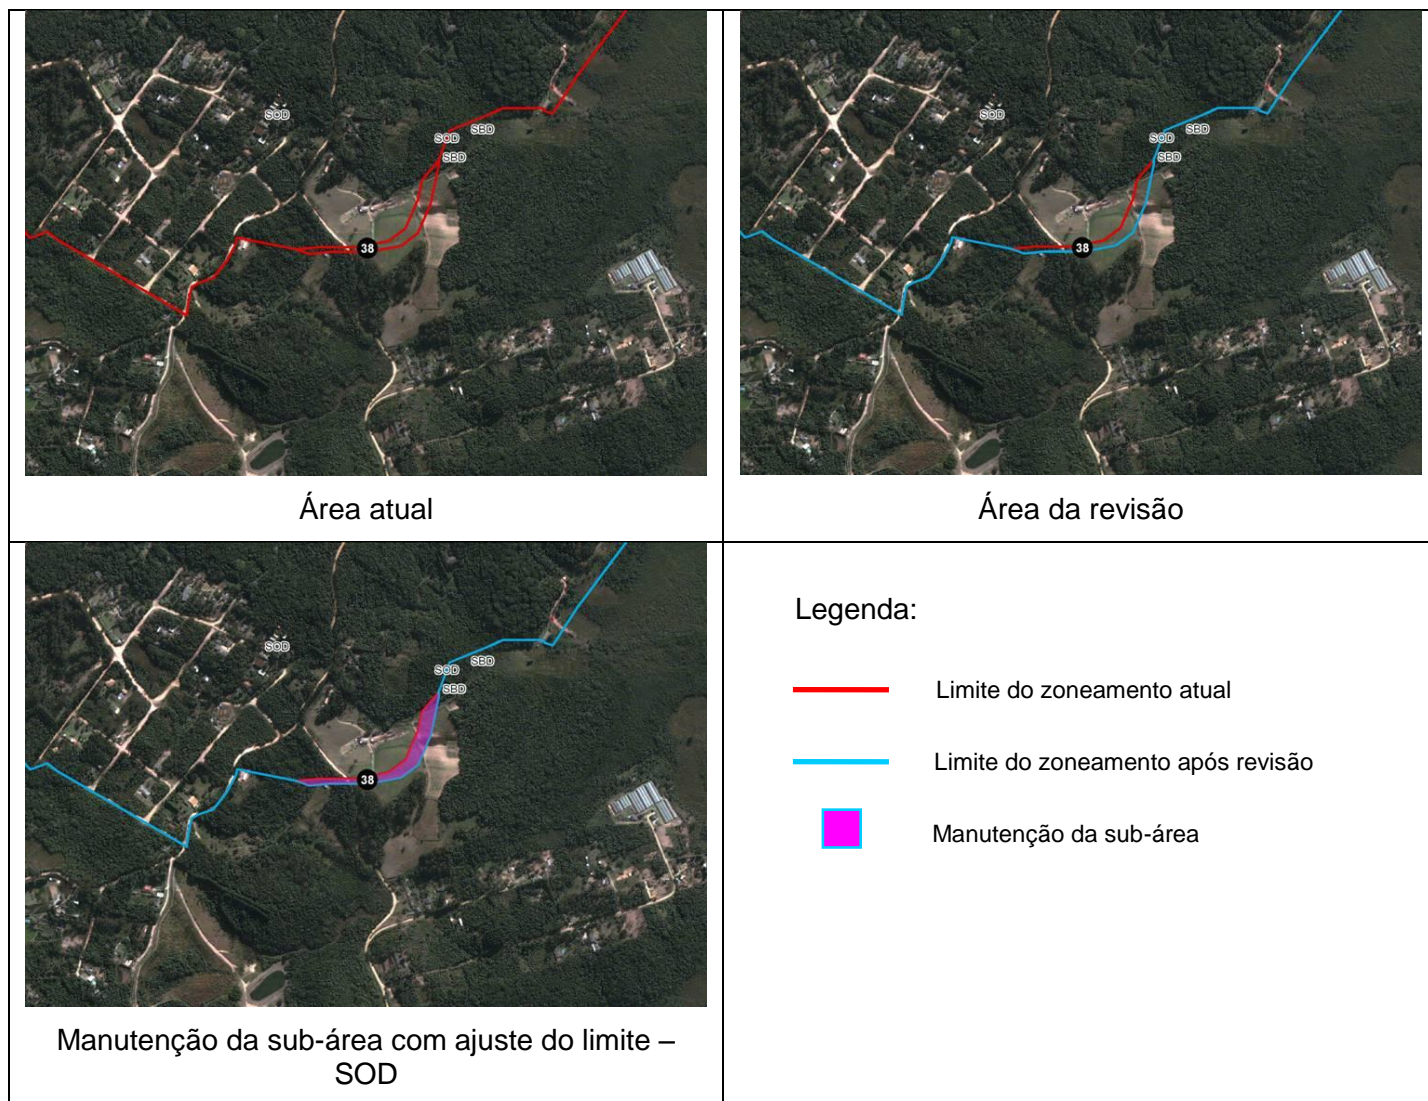 SOD
SOD
SBD
SBD
38
Área atual
SOD
SOD
SBD
SBD
38
Área da revisão
SOD
SOD
SBD
SBD
38
Manutenção da sub-área com ajuste do limite –
SOD
Legenda:
Limite do zoneamento atual
Limite do zoneamento após revisão
Manutenção da sub-área